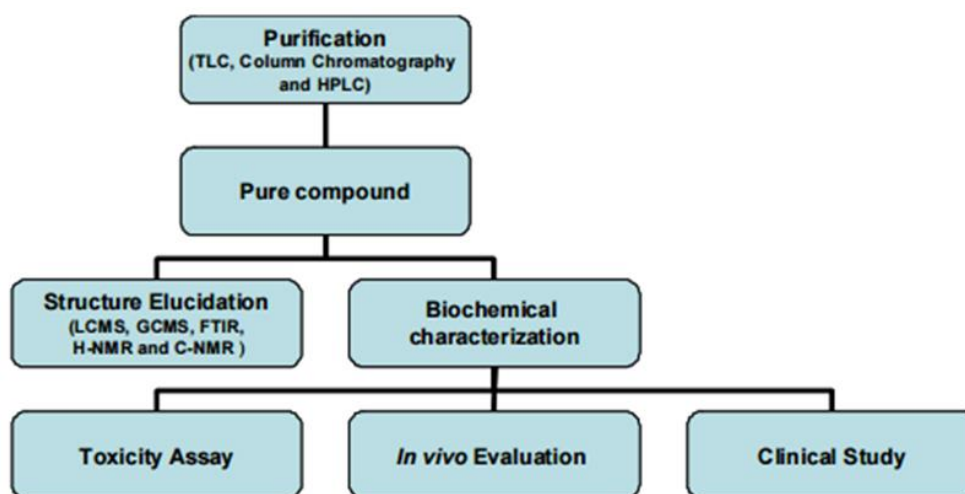 Purification
(TLC, Column Chromatography
and HPLC)
Pure compound
Structure Elucidation
(LCMS, GCMS, FTIR,
H-NMR and C-NMR )
Biochemical
characterization
Toxicity Assay
In vivo Evaluation
Clinical Study